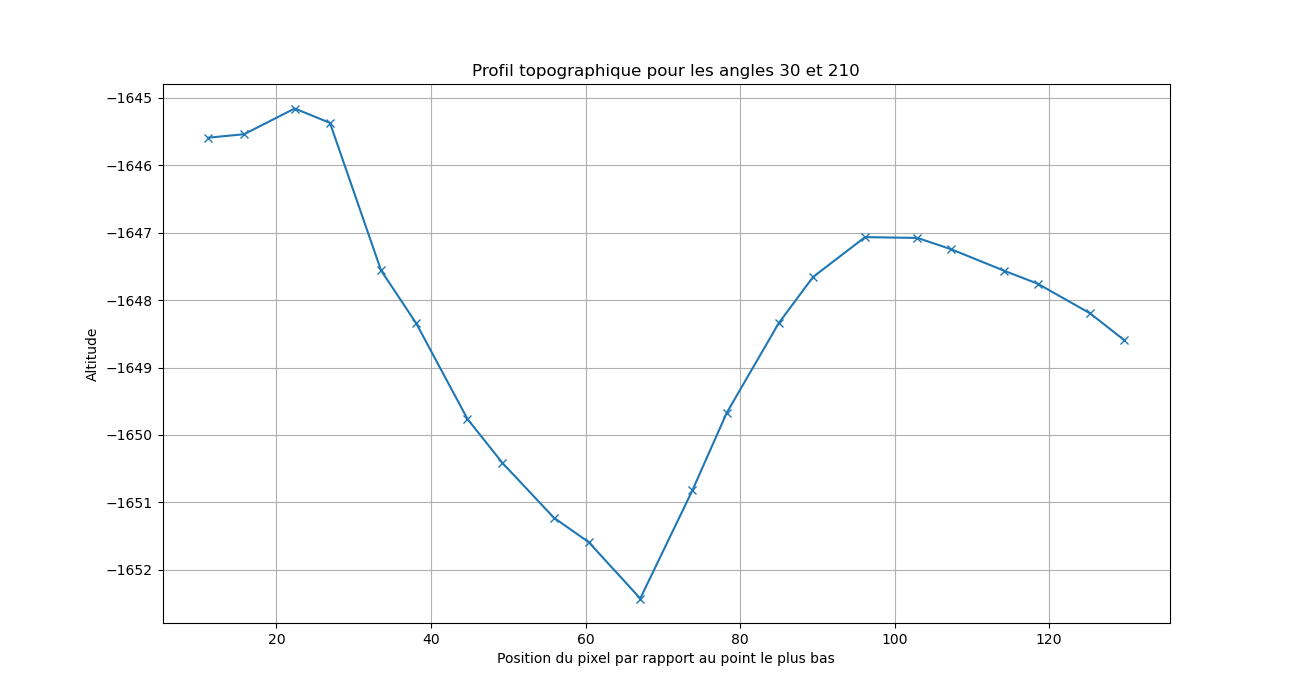 Profil topographique pour les angles 30 et 210
−1645
−1646
−1647
−1648
−1649
−1650
−1651
−1652
Altitude
20 40 60 80 100 120
Position du pixel par rapport au point le plus bas